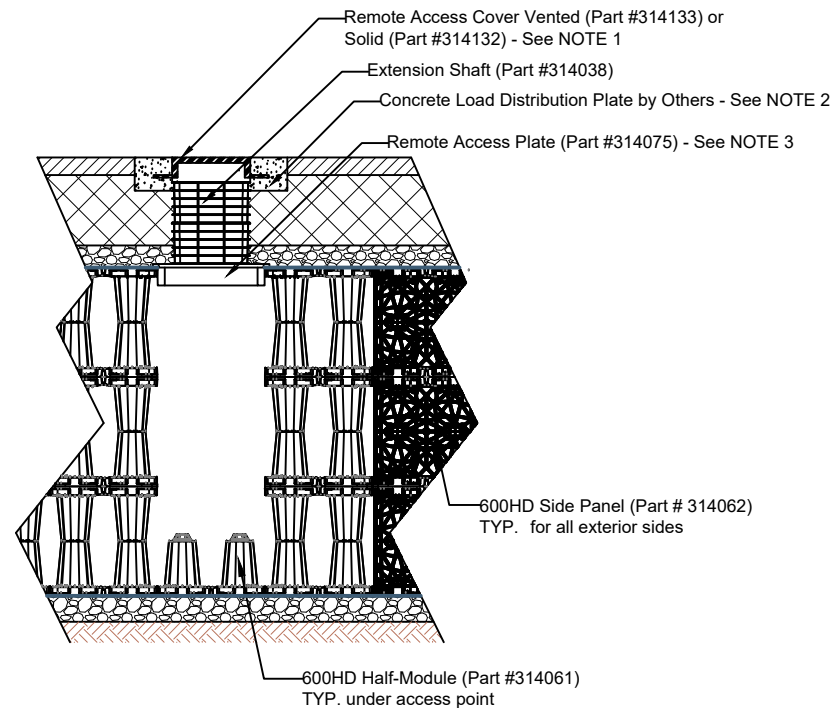 Remote Access Cover Vented (Part #314133) or
Solid (Part #314132) - See NOTE 1
Extension Shaft (Part #314038)
Concrete Load Distribution Plate by Others - See NOTE 2
Remote Access Plate (Part #314075) - See NOTE 3
600HD Side Panel (Part # 314062)
TYP. for all exterior sides
600HD Half-Module (Part #314061)
TYP. under access point